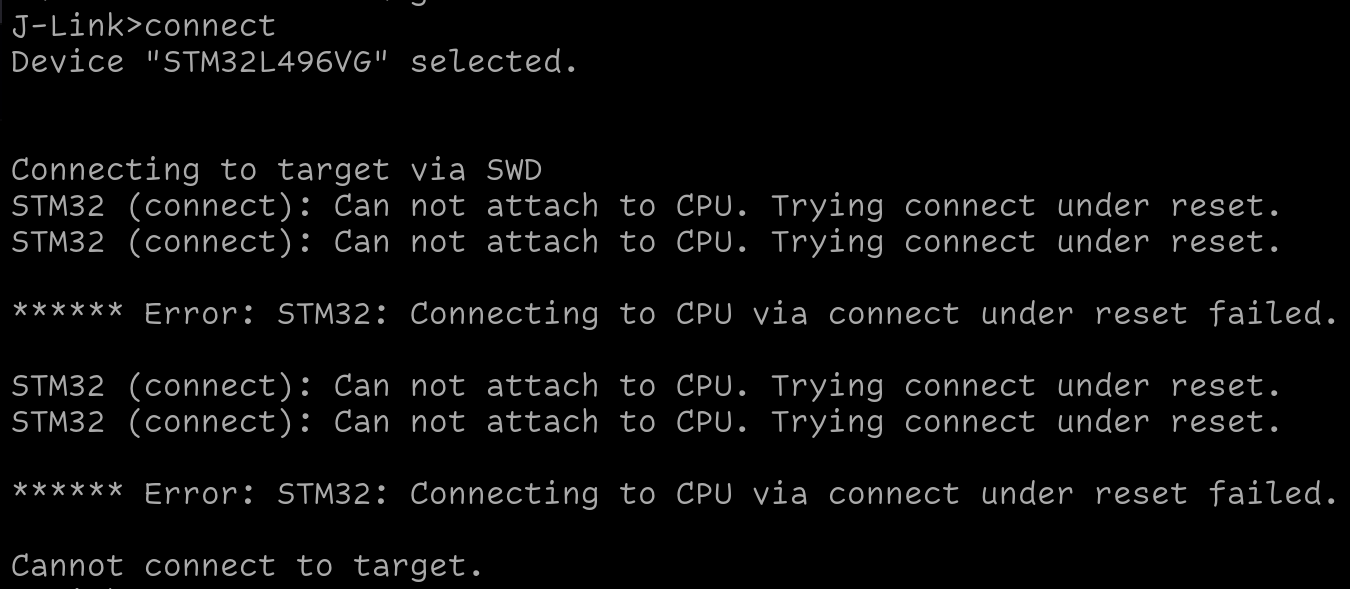 J-Link>connect
Device "STM32L496VG" selected.
Connecting to target via SWD
STM32 (connect): Can not attach to CPU. Trying connect under reset.
STM32 (connect): Can not attach to CPU. Trying connect under reset.
****** Error: STM32: Connecting to CPU via connect under reset failed.
STM32 (connect): Can not attach to CPU. Trying connect under reset.
STM32 (connect): Can not attach to CPU. Trying connect under reset.
****** Error: STM32: Connecting to CPU via connect under reset failed.
Cannot connect to target.